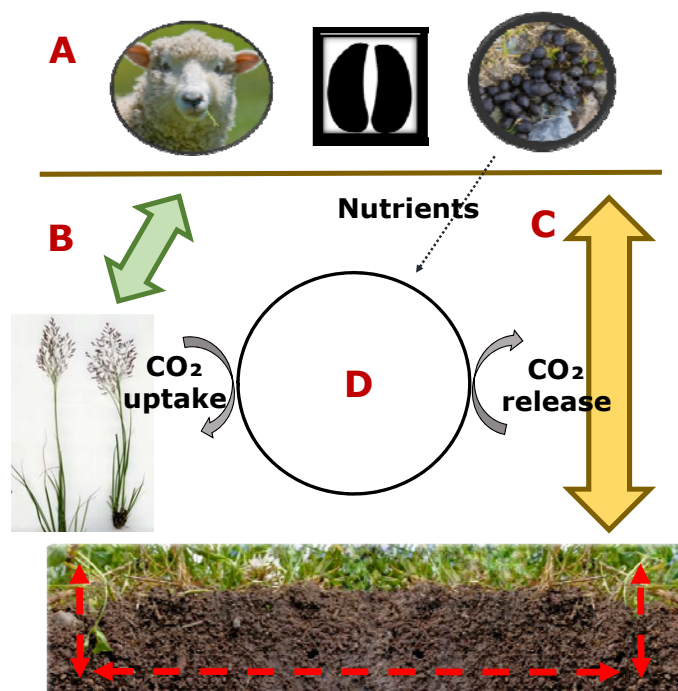 A
Nutrients
B
C
CO₂
uptake
D
CO₂
release